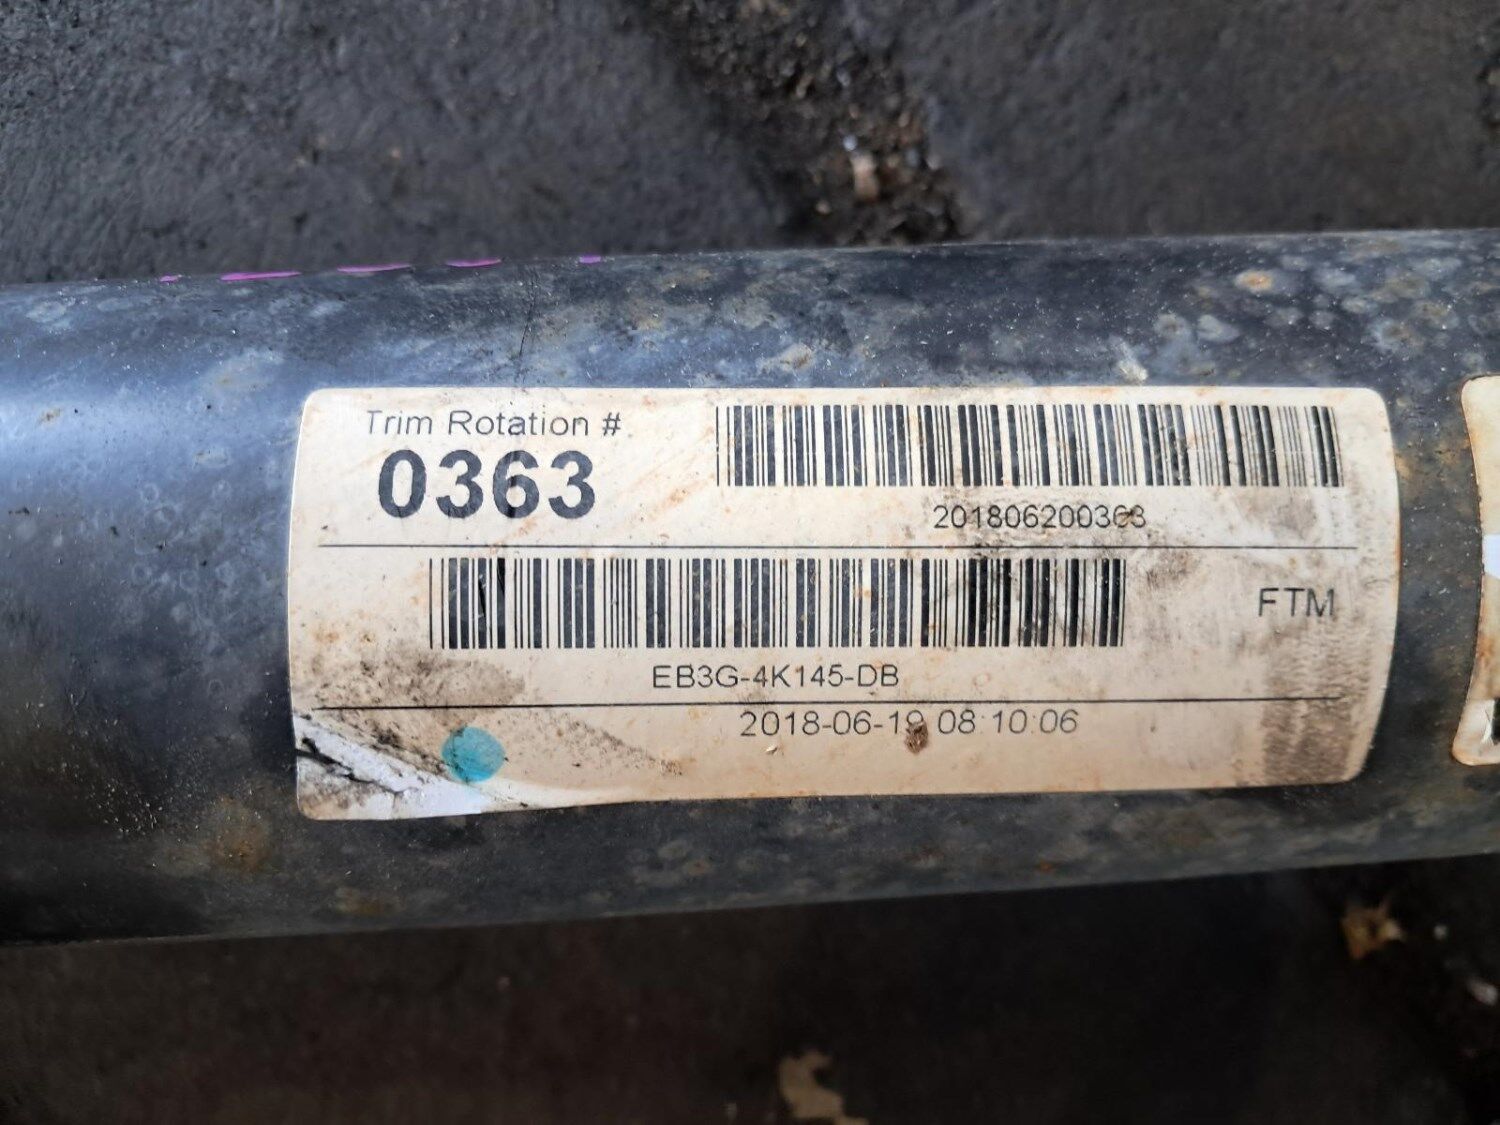 Trim Rotation #
0363
201806200363
FTM
EB3G-4K145-DB
2018-06-19 08:10:06